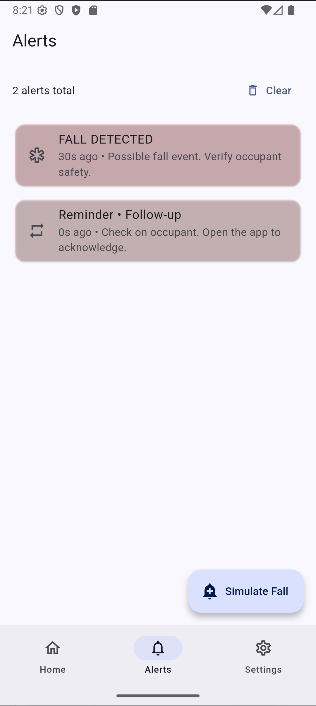 8:21
Alerts
2 alerts total
Clear
FALL DETECTED
30s ago • Possible fall event. Verify occupant
safety.
Reminder • Follow-up
0s ago • Check on occupant. Open the app to
acknowledge.
Simulate Fall
Home
Alerts
Settings